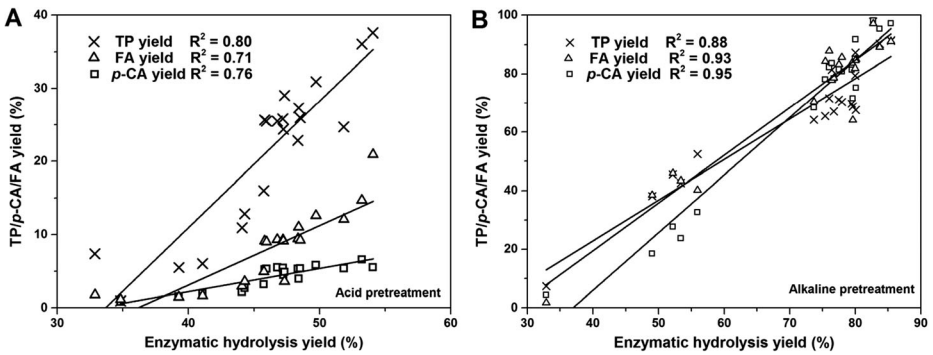 A
40
30
20
10
0
TP/p-CA/FA yield (%)
TP yield R² = 0.80
FA yield R² = 0.71
p-CA yield R² = 0.76
Acid pretreatment
30 40 50 60
Enzymatic hydrolysis yield (%)
B
100
80
60
40
20
0
TP/p-CA/FA yield (%)
TP yield R² = 0.88
FA yield R² = 0.93
p-CA yield R² = 0.95
Alkaline pretreatment
30 40 50 60 70 80 90
Enzymatic hydrolysis yield (%)